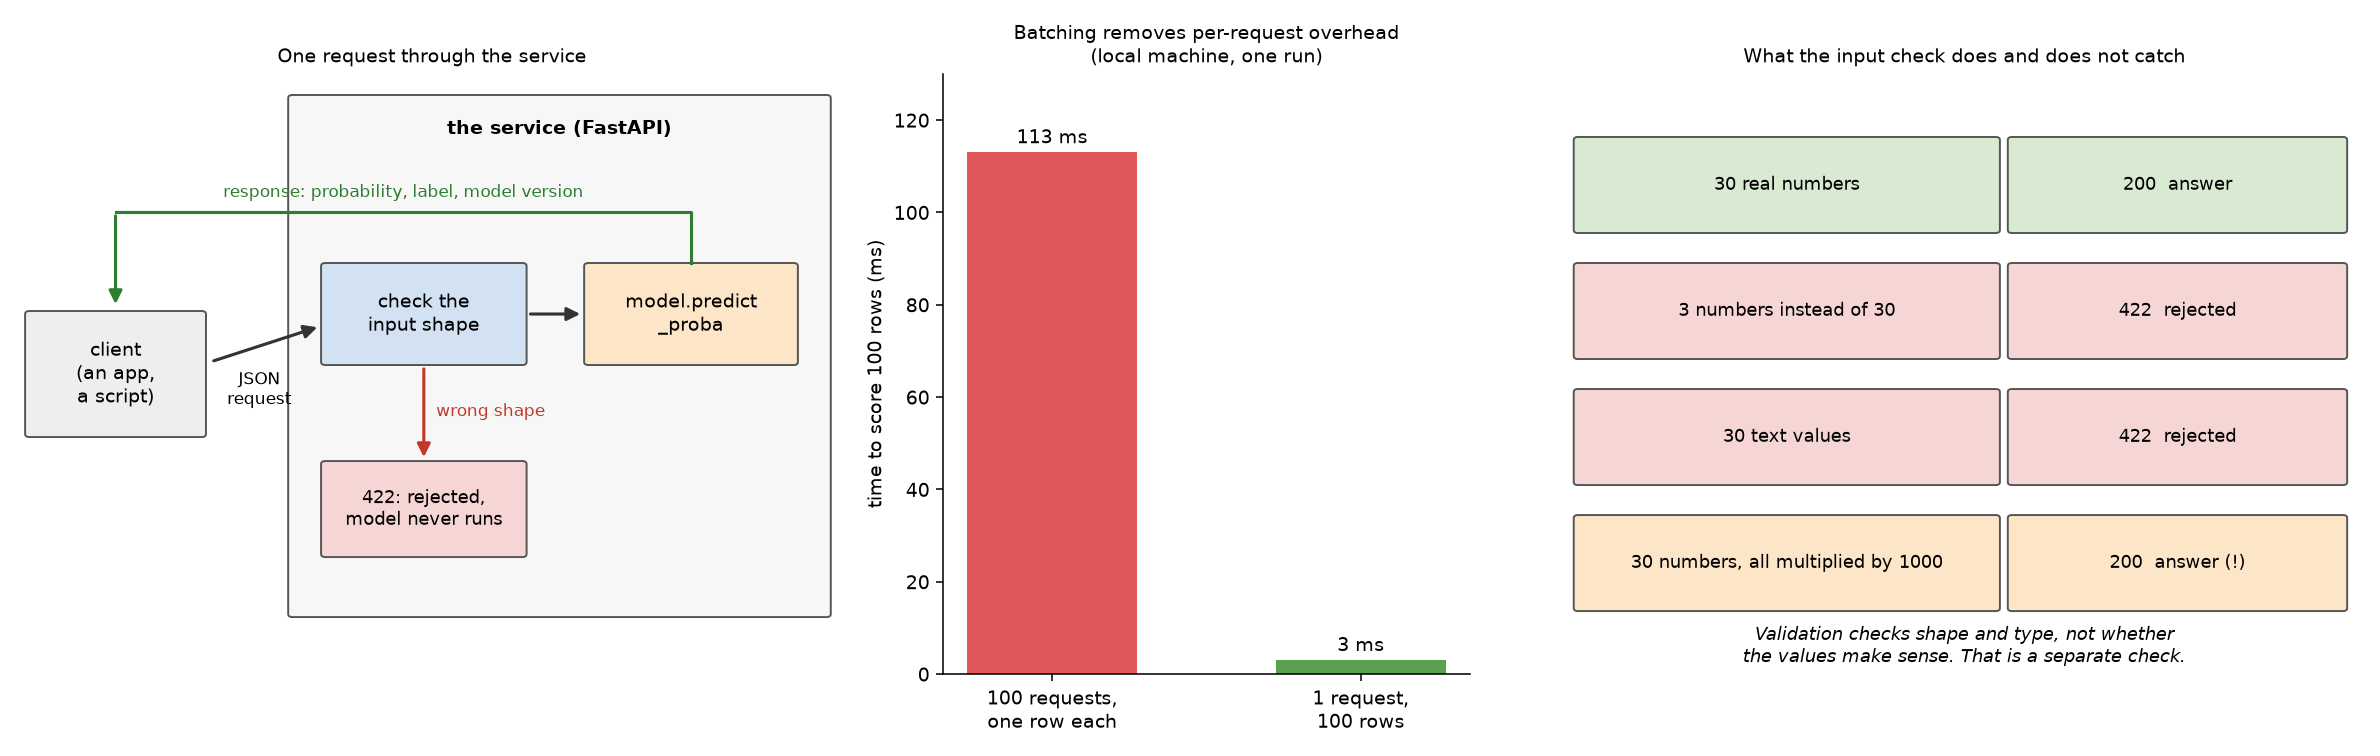 One request through the service
the service (FastAPI)
response: probability, label, model version
client
(an app,
a script)
JSON
request
check the
input shape
model.predict
_proba
wrong shape
422: rejected,
model never runs
Batching removes per-request overhead
(local machine, one run)
time to score 100 rows (ms)
120
100
80
60
40
20
0
113 ms
3 ms
100 requests,
one row each
1 request,
100 rows
What the input check does and does not catch
30 real numbers
200 answer
3 numbers instead of 30
422 rejected
30 text values
422 rejected
30 numbers, all multiplied by 1000
200 answer (!)
Validation checks shape and type, not whether
the values make sense. That is a separate check.